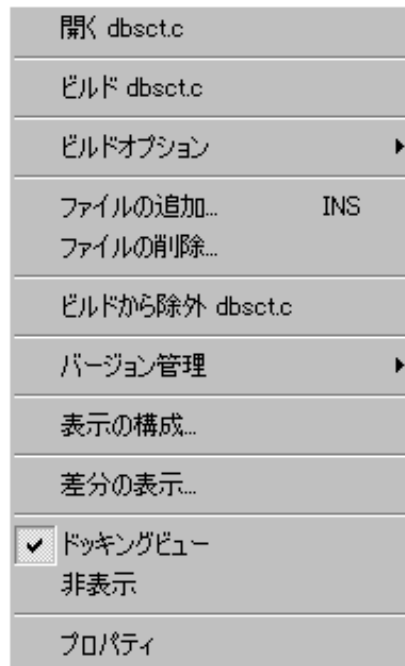 開く dbsct.c
ビルド dbsct.c
ビルドオプション
ファイルの追加... INS
ファイルの削除...
ビルドから除外 dbsct.c
バージョン管理
表示の構成...
差分の表示...
ドッキングビュー
非表示
プロパティ